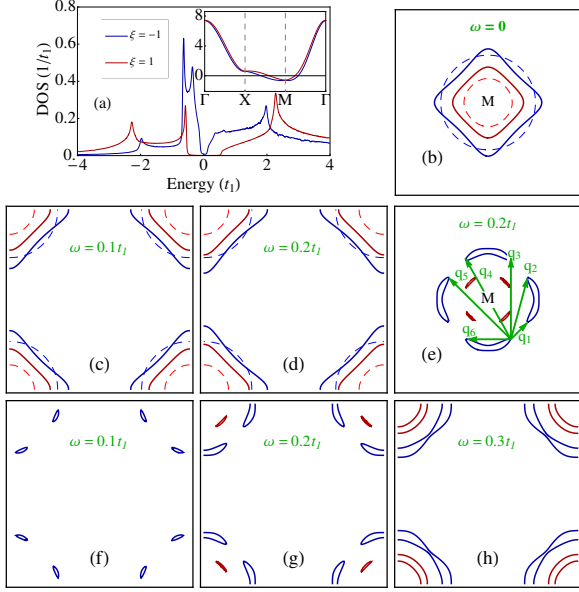 0.8
0.6
0.4
0.2
0.0
DOS (1/t1)
ξ = −1
ξ = 1
(a)
5
0
Γ X M Γ
−4 −2 0 2 4
Energy (t1)
ω = 0
M
(b)
ω = 0.1t1
(c)
ω = 0.2t1
(d)
ω = 0.2t1
q3
q5 q4 q2
M
q6 q1
(e)
ω = 0.1t1
(f)
ω = 0.2t1
(g)
ω = 0.3t1
(h)